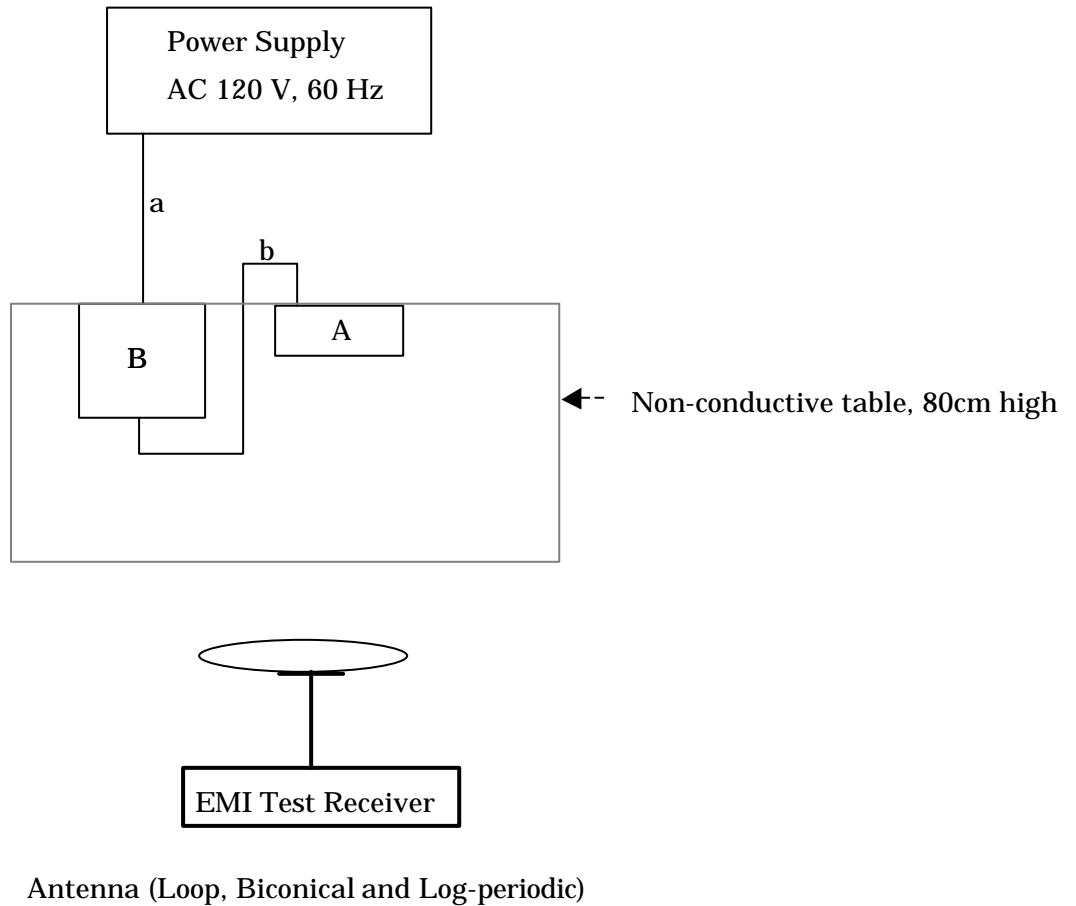 Power Supply
AC 120 V, 60 Hz
a
b
A
B
Non-conductive table, 80cm high
EMI Test Receiver
Antenna (Loop, Biconical and Log-periodic)